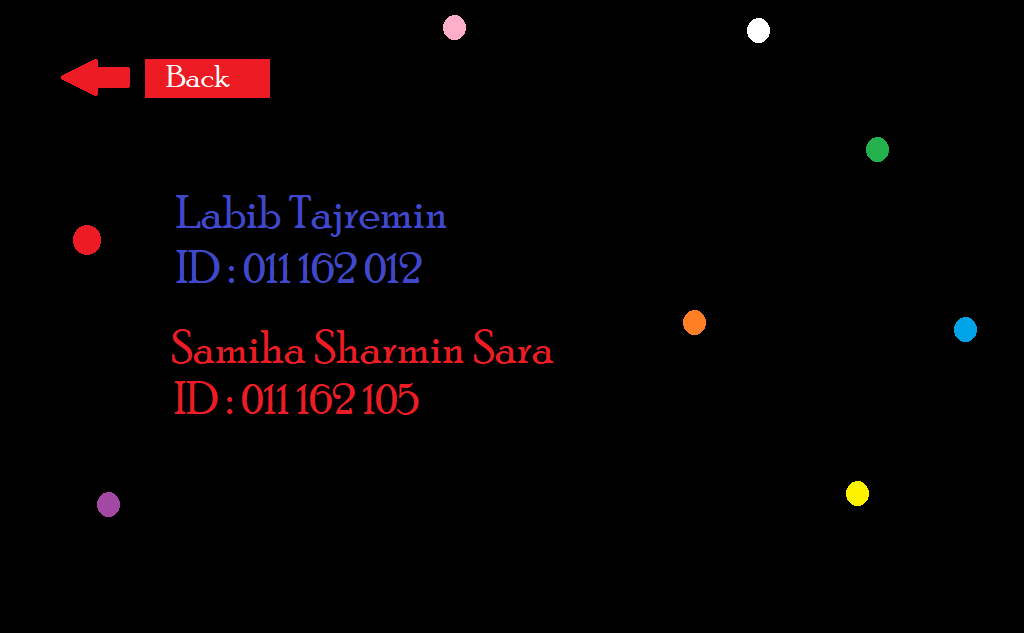 Back
Labib Tajremin
ID : 011 162 012
Samiha Sharmin Sara
ID : 011 162 105